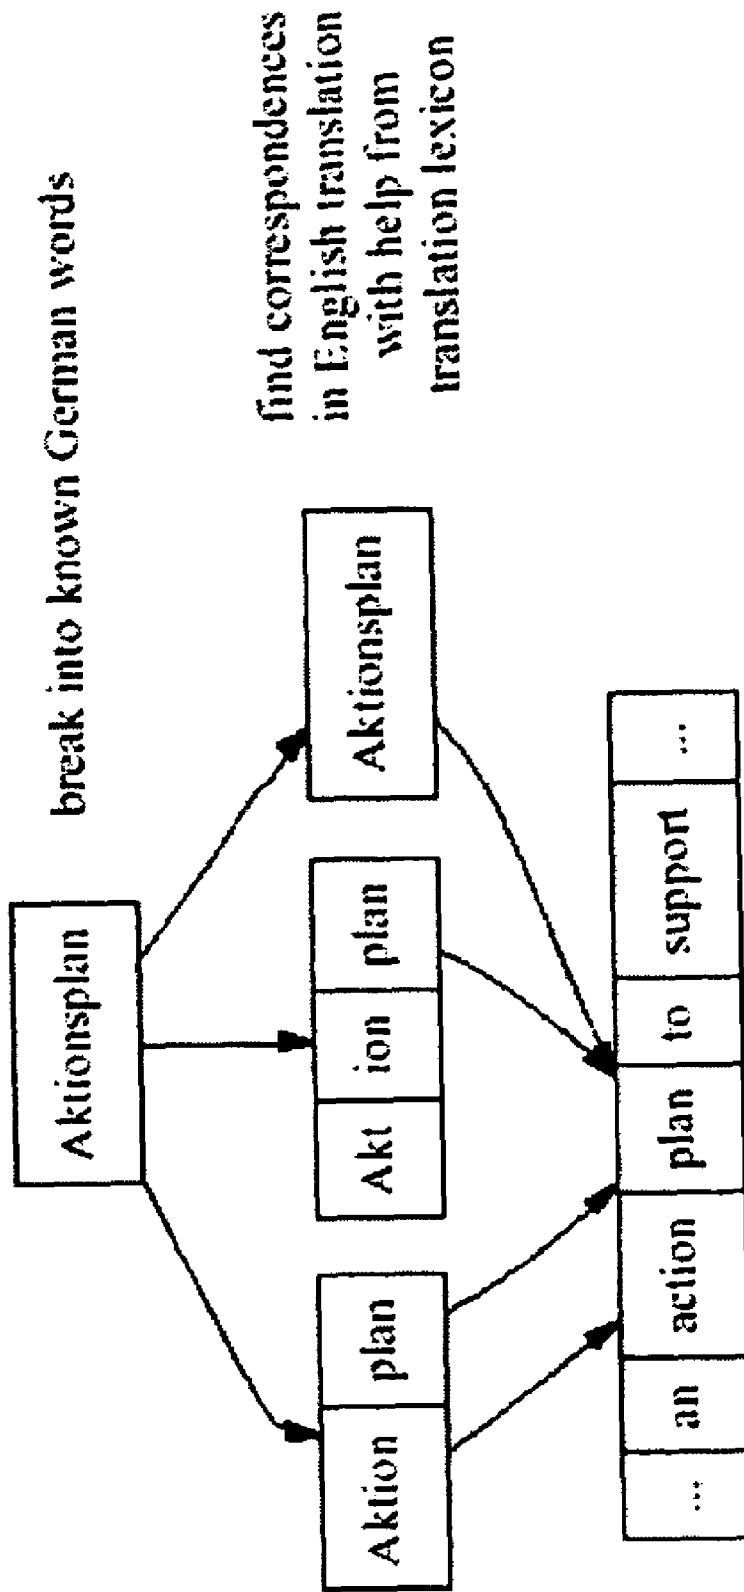 Aktionsplan
break into known German words
Aktion plan
Akt ion plan
Aktionsplan
find correspondences
in English translation
with help from
translation lexicon
... an action plan to support ...